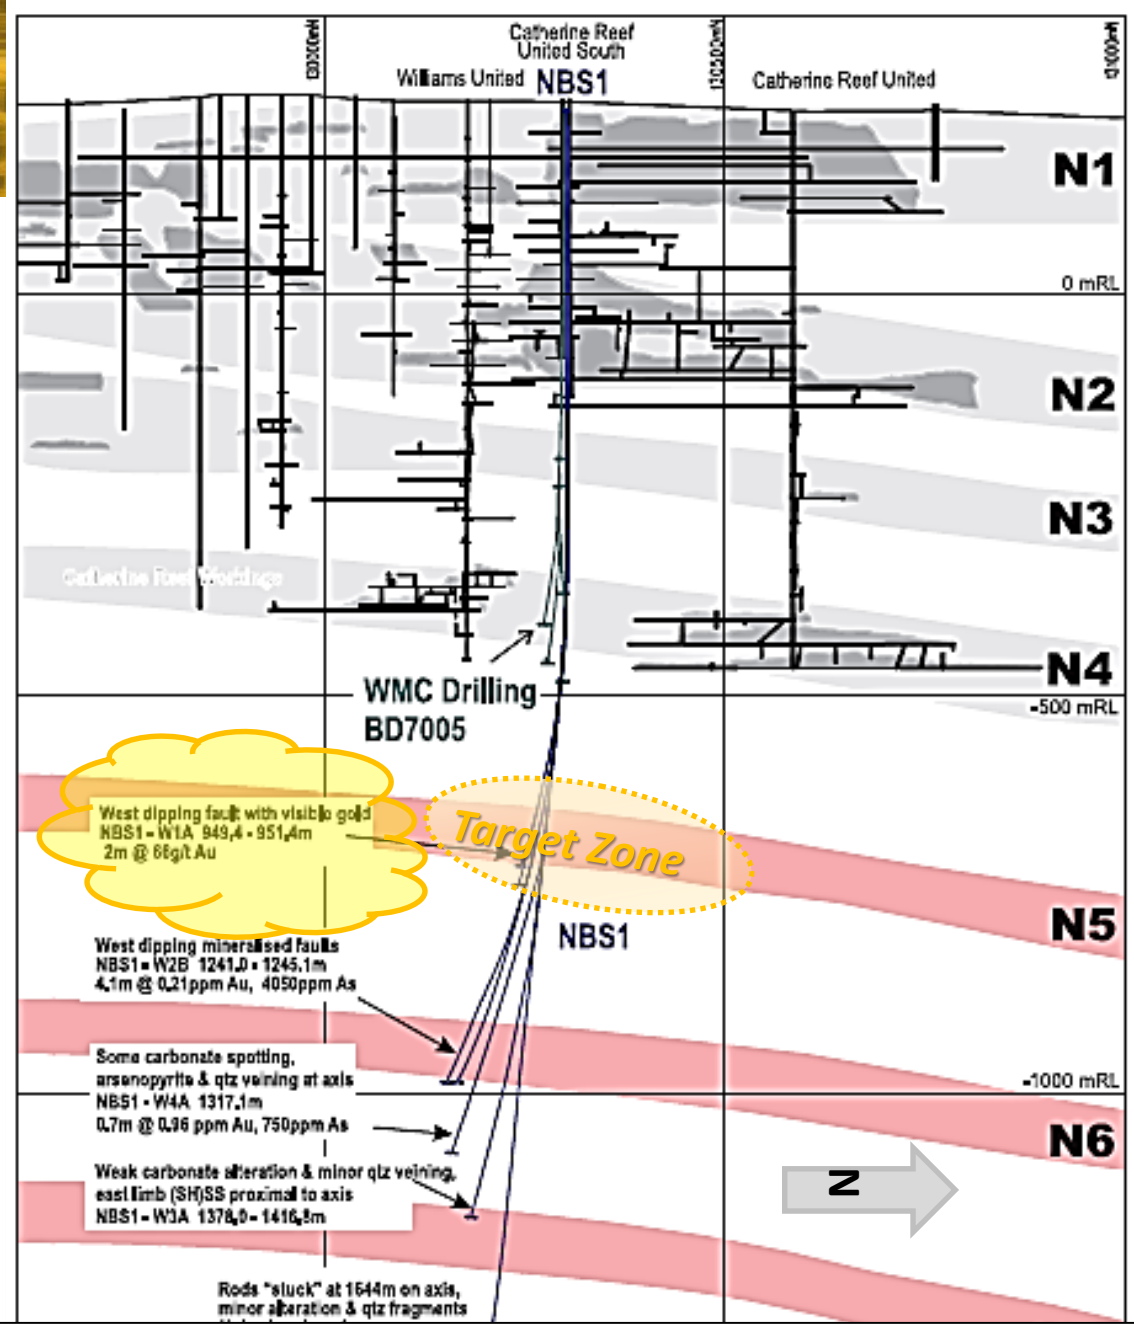 130000mN
Catherine Reef
United South
Williams United
NBS1
130500mN
Catherine Reef United
131000mN
N1
0 mRL
N2
N3
Catherine Reef Workings
WMC Drilling
BD7005
N4
-500 mRL
West dipping fault with visible gold
NBS1 - W1A 949.4 - 951.4m
2m @ 66g/t Au
Target Zone
N5
NBS1
West dipping mineralised faults
NBS1 - W2B 1241.0 - 1245.1m
4.1m @ 0.21ppm Au, 4050ppm As
Some carbonate spotting,
arsenopyrite & qtz veining at axis
NBS1 - W4A 1317.1m
0.7m @ 0.96 ppm Au, 750ppm As
-1000 mRL
N6
Weak carbonate alteration & minor qtz veining,
east limb (SH)SS proximal to axis
NBS1 - W3A 1378.0 - 1416.8m
N
Rods "stuck" at 1644m on axis,
minor alteration & qtz fragments